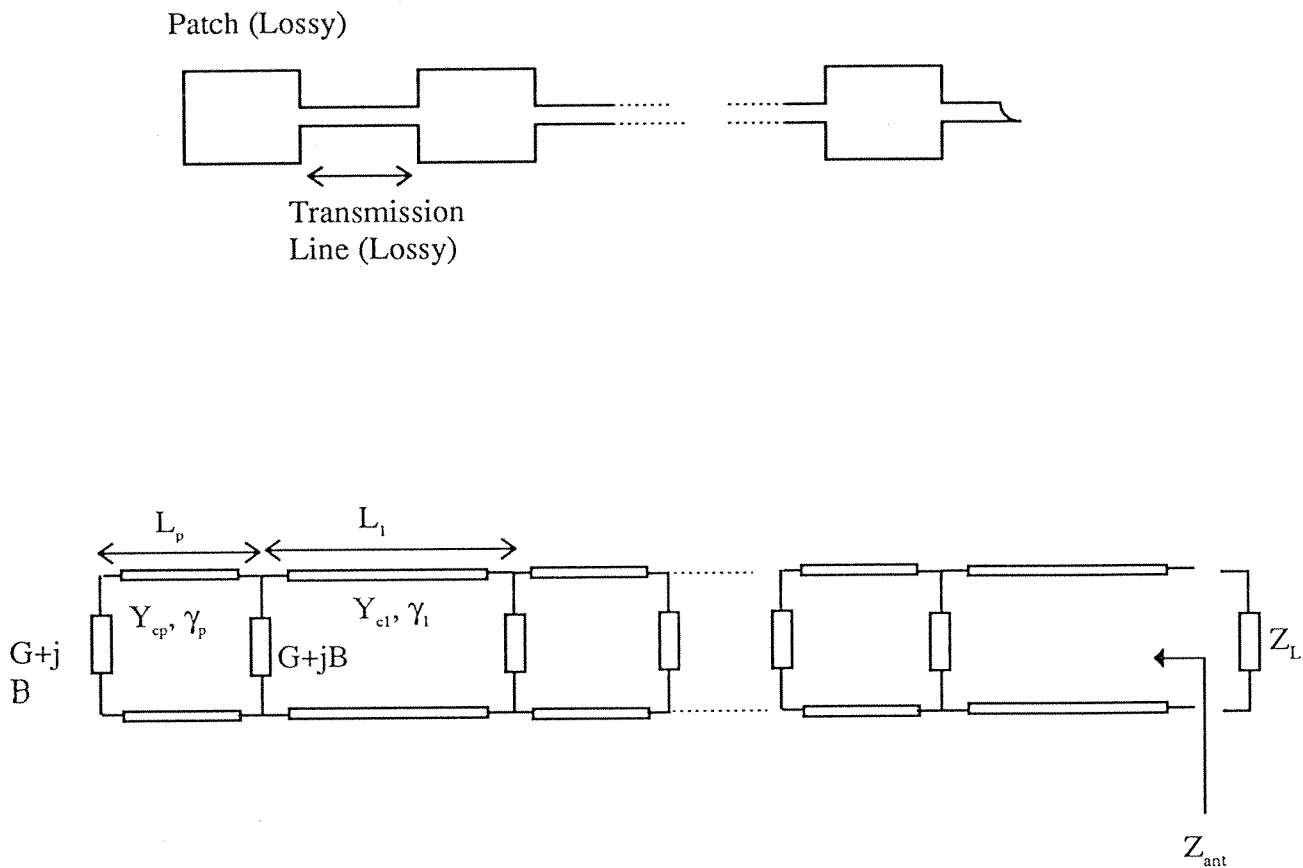 Patch (Lossy)
Transmission
Line (Lossy)
L_p
L_1
Y_cp, γ_p
Y_c1, γ_1
G+j
B
G+jB
Z_L
Z_ant